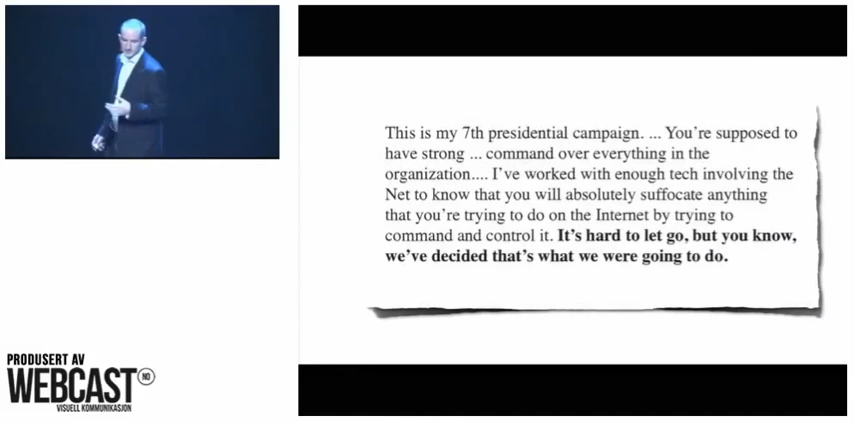 This is my 7th presidential campaign. ... You're supposed to
have strong ... command over everything in the
organization.... I've worked with enough tech involving the
Net to know that you will absolutely suffocate anything
that you're trying to do on the Internet by trying to
command and control it. It's hard to let go, but you know,
we've decided that's what we were going to do.
PRODUSERT AV
WEBCAST NO
VISUELL KOMMUNIKASJON